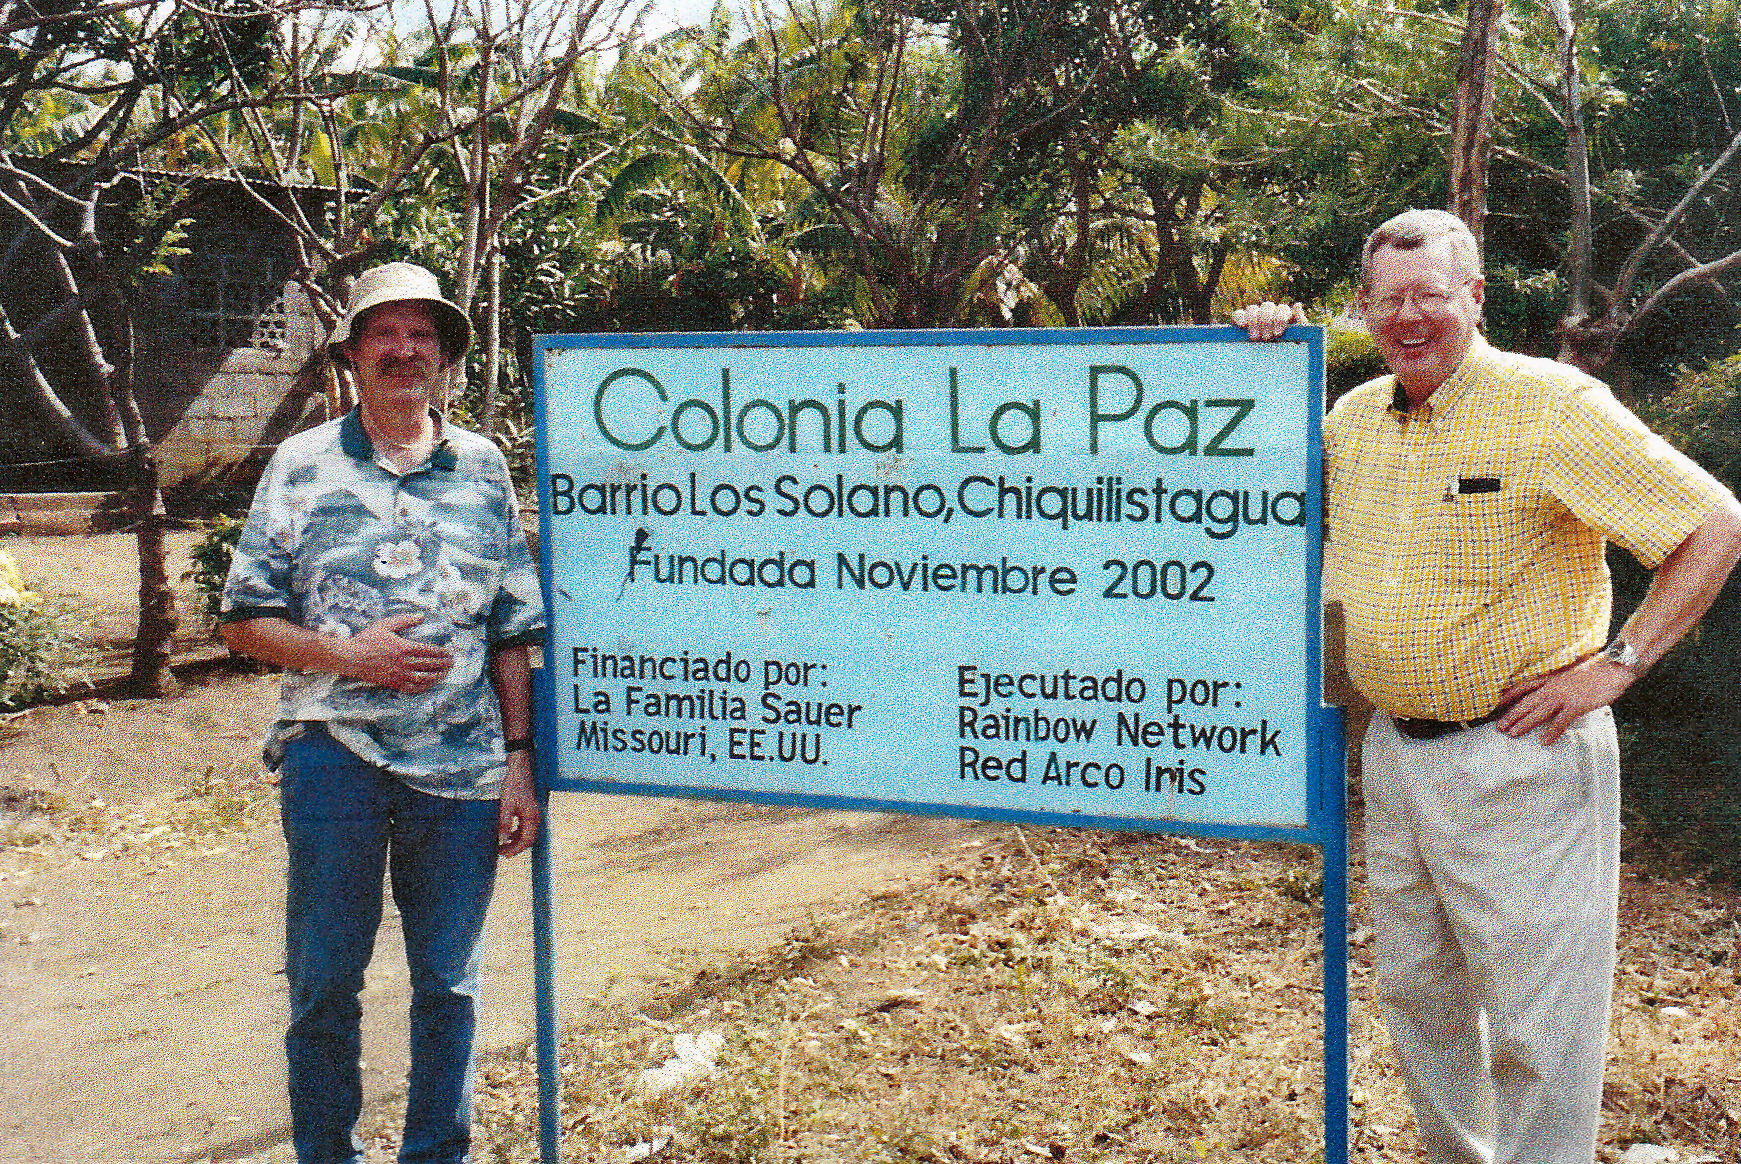 Colonia La Paz
Barrio Los Solano, Chiquilistagua
Fundada Noviembre 2002
Financiado por:
La Familia Sauer
Missouri, EE.UU.
Ejecutado por:
Rainbow Network
Red Arco Iris